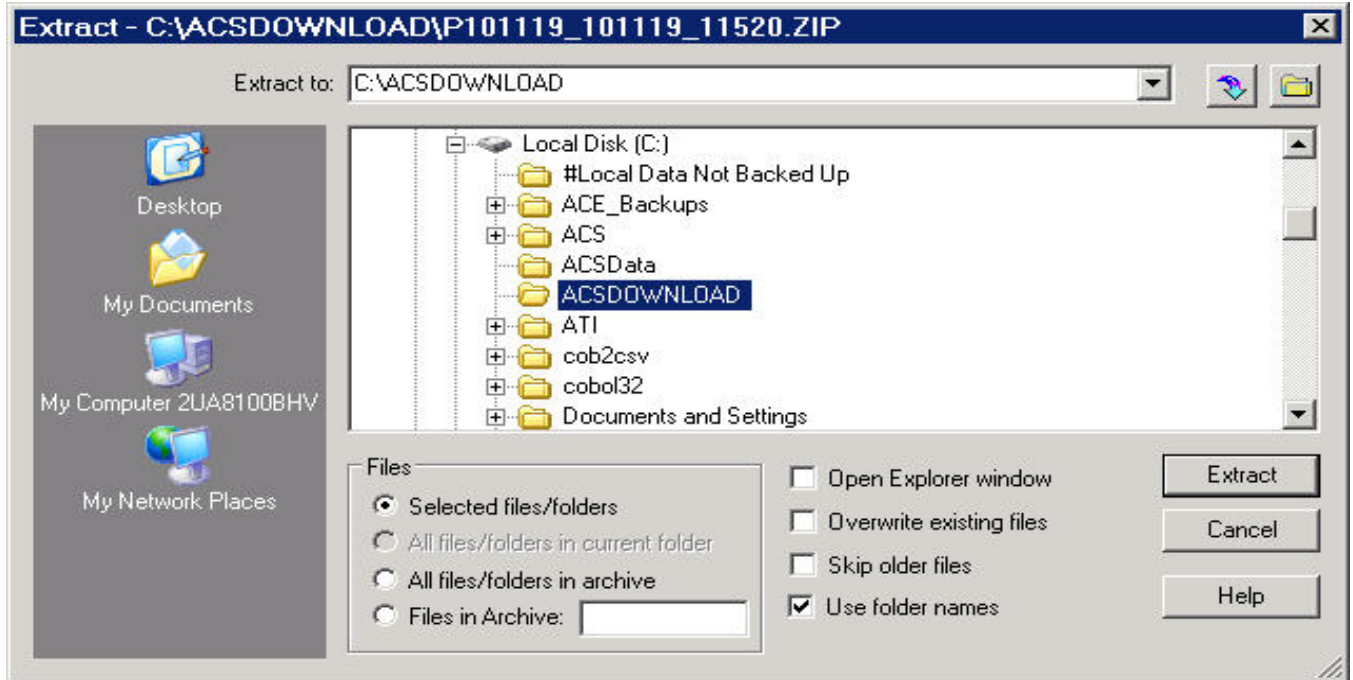 Extract - C:\ACSDOWNLOAD\P101119_101119_11520.ZIP
Extract to: C:\ACSDOWNLOAD
Desktop
My Documents
My Computer 2UA8100BHV
My Network Places
Local Disk (C:)
#Local Data Not Backed Up
ACE_Backups
ACS
ACSData
ACSDOWNLOAD
ATI
cob2csv
cobol32
Documents and Settings
Files
Selected files/folders
All files/folders in current folder
All files/folders in archive
Files in Archive:
Open Explorer window
Overwrite existing files
Skip older files
Use folder names
Extract
Cancel
Help